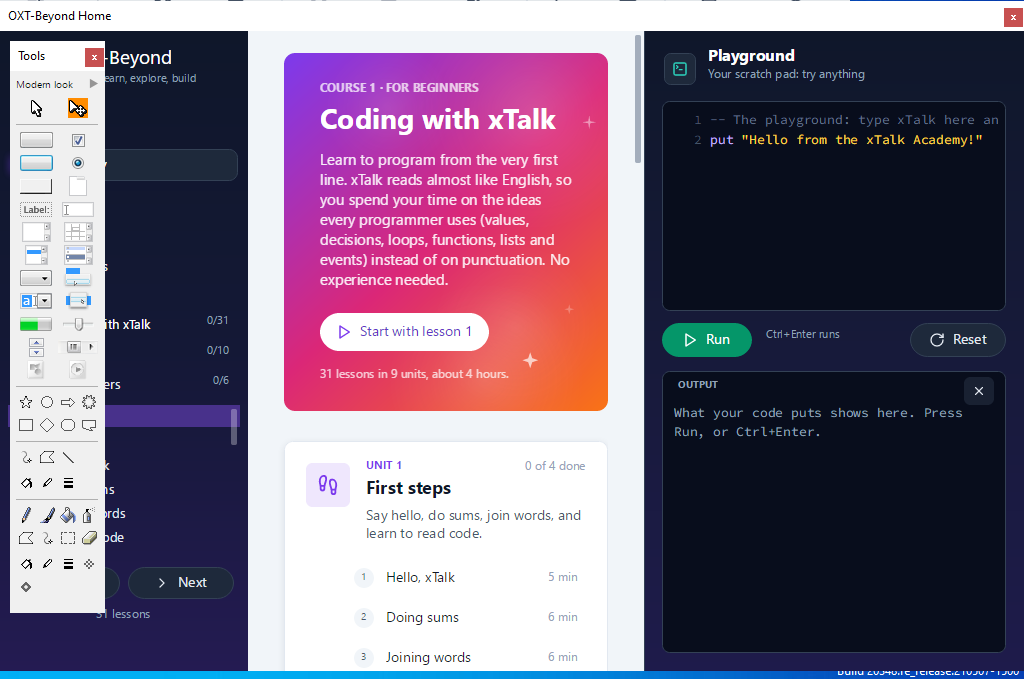 OXT-Beyond Home
Tools
Modern look
Label:
-Beyond
earn, explore, build
ith xTalk
0/31
0/10
ers
0/6
ords
ode
Next
31 lessons
COURSE 1 · FOR BEGINNERS
Coding with xTalk
Learn to program from the very first
line. xTalk reads almost like English, so
you spend your time on the ideas
every programmer uses (values,
decisions, loops, functions, lists and
events) instead of on punctuation. No
experience needed.
Start with lesson 1
31 lessons in 9 units, about 4 hours.
UNIT 1
0 of 4 done
First steps
Say hello, do sums, join words, and
learn to read code.
1 Hello, xTalk 5 min
2 Doing sums 6 min
3 Joining words 6 min
Playground
Your scratch pad: try anything
1 -- The playground: type xTalk here an
2 put "Hello from the xTalk Academy!"
Run
Ctrl+Enter runs
Reset
OUTPUT
What your code puts shows here. Press
Run, or Ctrl+Enter.